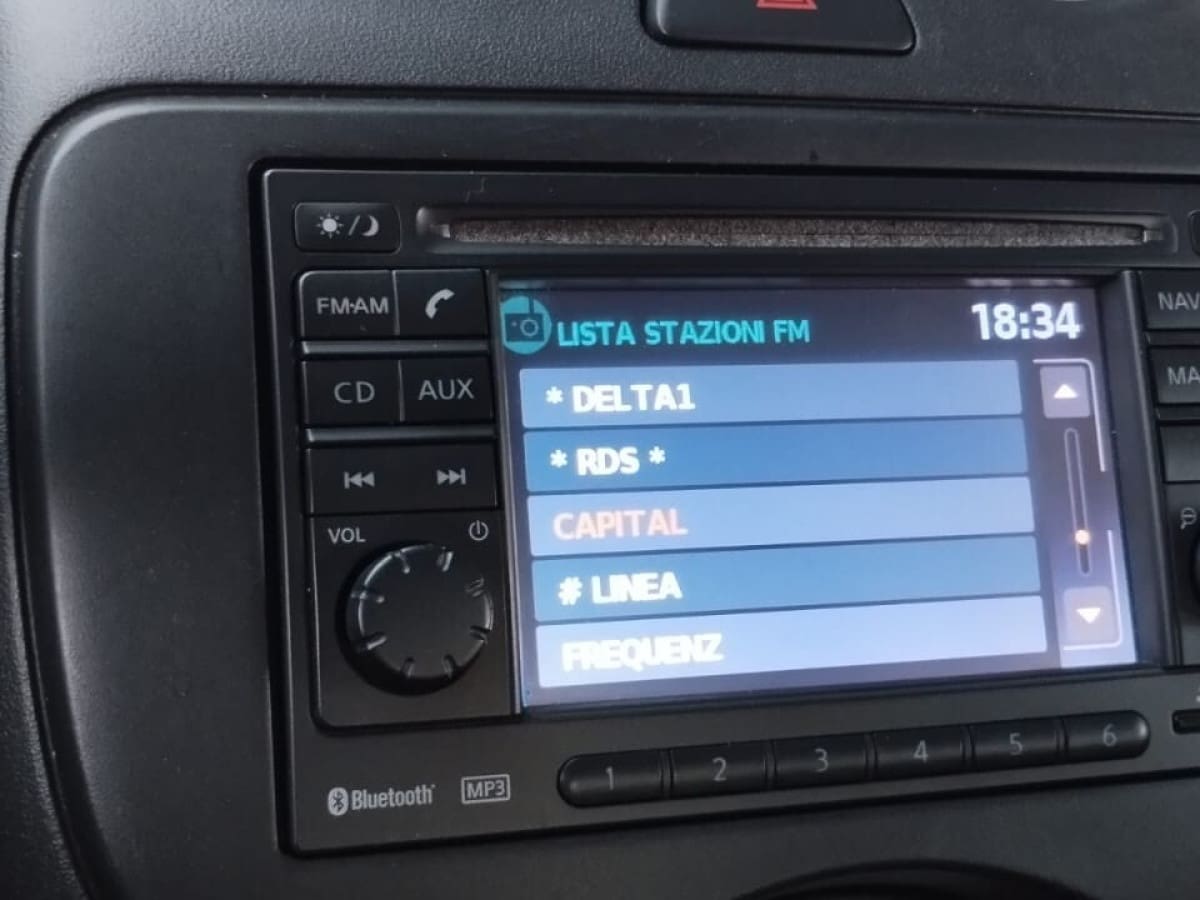 FM·AM
CD
AUX
VOL
LISTA STAZIONI FM
18:34
* DELTA1
* RDS *
CAPITAL
# LINEA
FREQUENZ
NAV
MA
1 2 3 4 5 6
Bluetooth
MP3